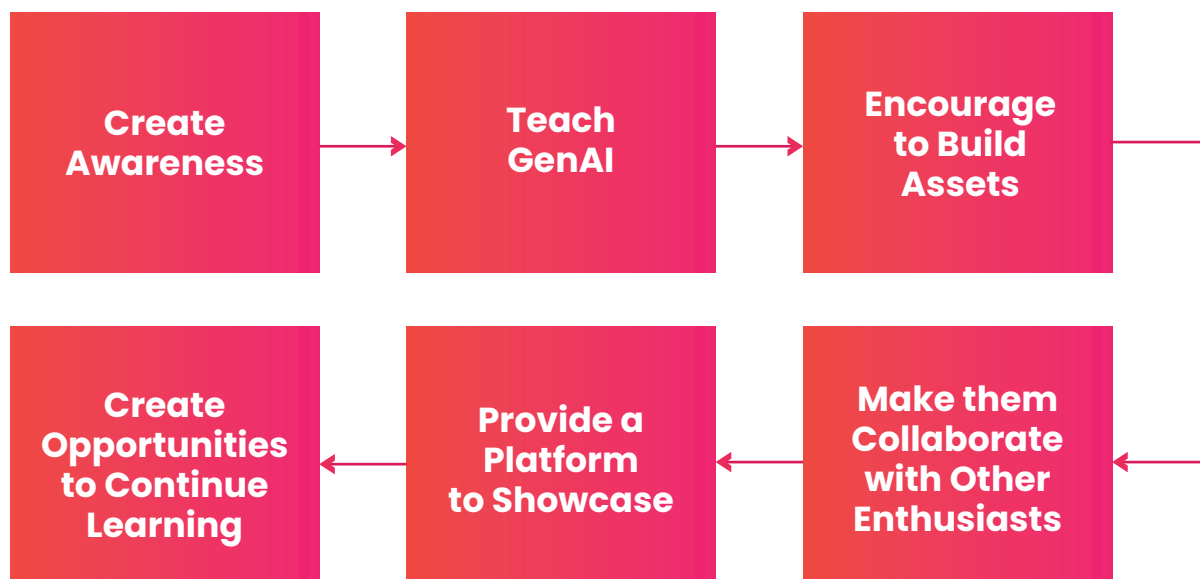 Create
Awareness
Teach
GenAI
Encourage
to Build
Assets
Make them
Collaborate
with Other
Enthusiasts
Provide a
Platform
to Showcase
Create
Opportunities
to Continue
Learning